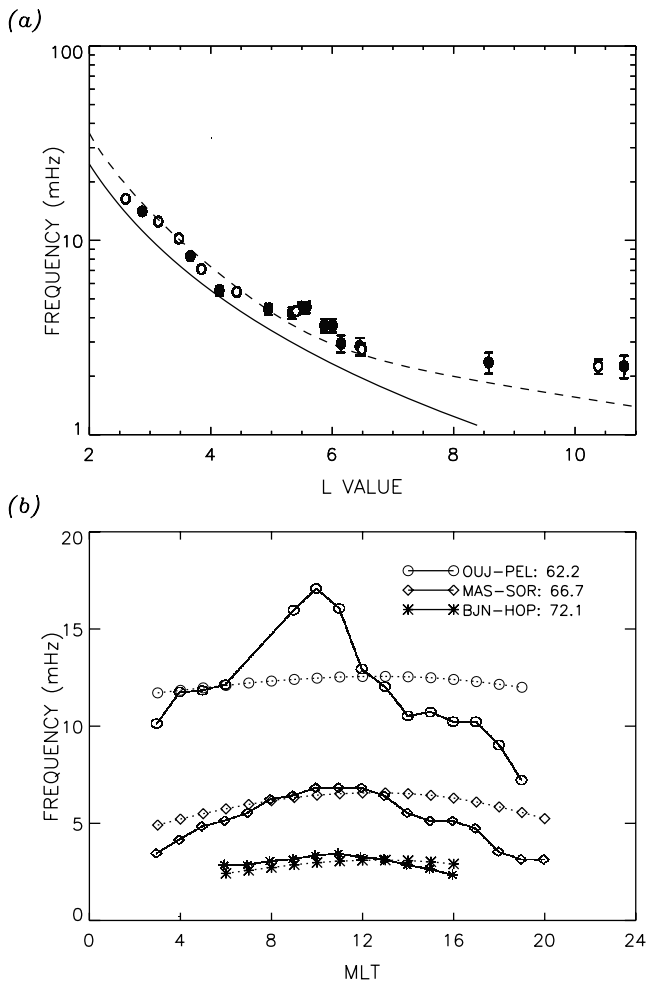 (a)
100
10
1
FREQUENCY (mHz)
2 4 6 8 10
L VALUE
(b)
20
15
10
5
0
FREQUENCY (mHz)
OUJ-PEL: 62.2
MAS-SOR: 66.7
BJN-HOP: 72.1
0 4 8 12 16 20 24
MLT